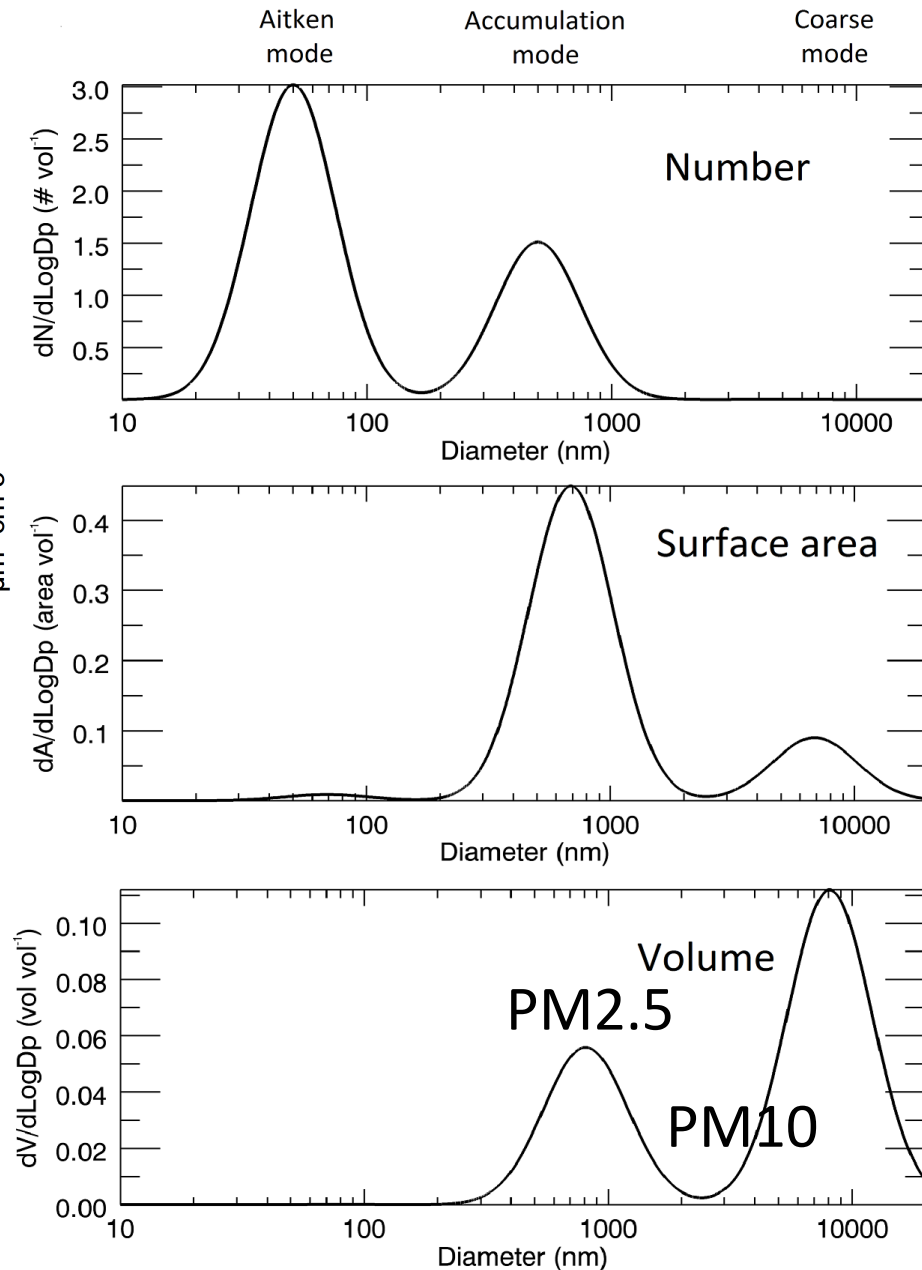 Aitken mode
Accumulation mode
Coarse mode
3.0
2.5
2.0
1.5
1.0
0.5
dN/dLogDp (# vol⁻¹)
Number
10 100 1000 10000
Diameter (nm)
0.4
0.3
0.2
0.1
dA/dLogDp (area vol⁻¹)
Surface area
10 100 1000 10000
Diameter (nm)
0.10
0.08
0.06
0.04
0.02
0.00
dV/dLogDp (vol vol⁻¹)
Volume
PM2.5
PM10
10 100 1000 10000
Diameter (nm)